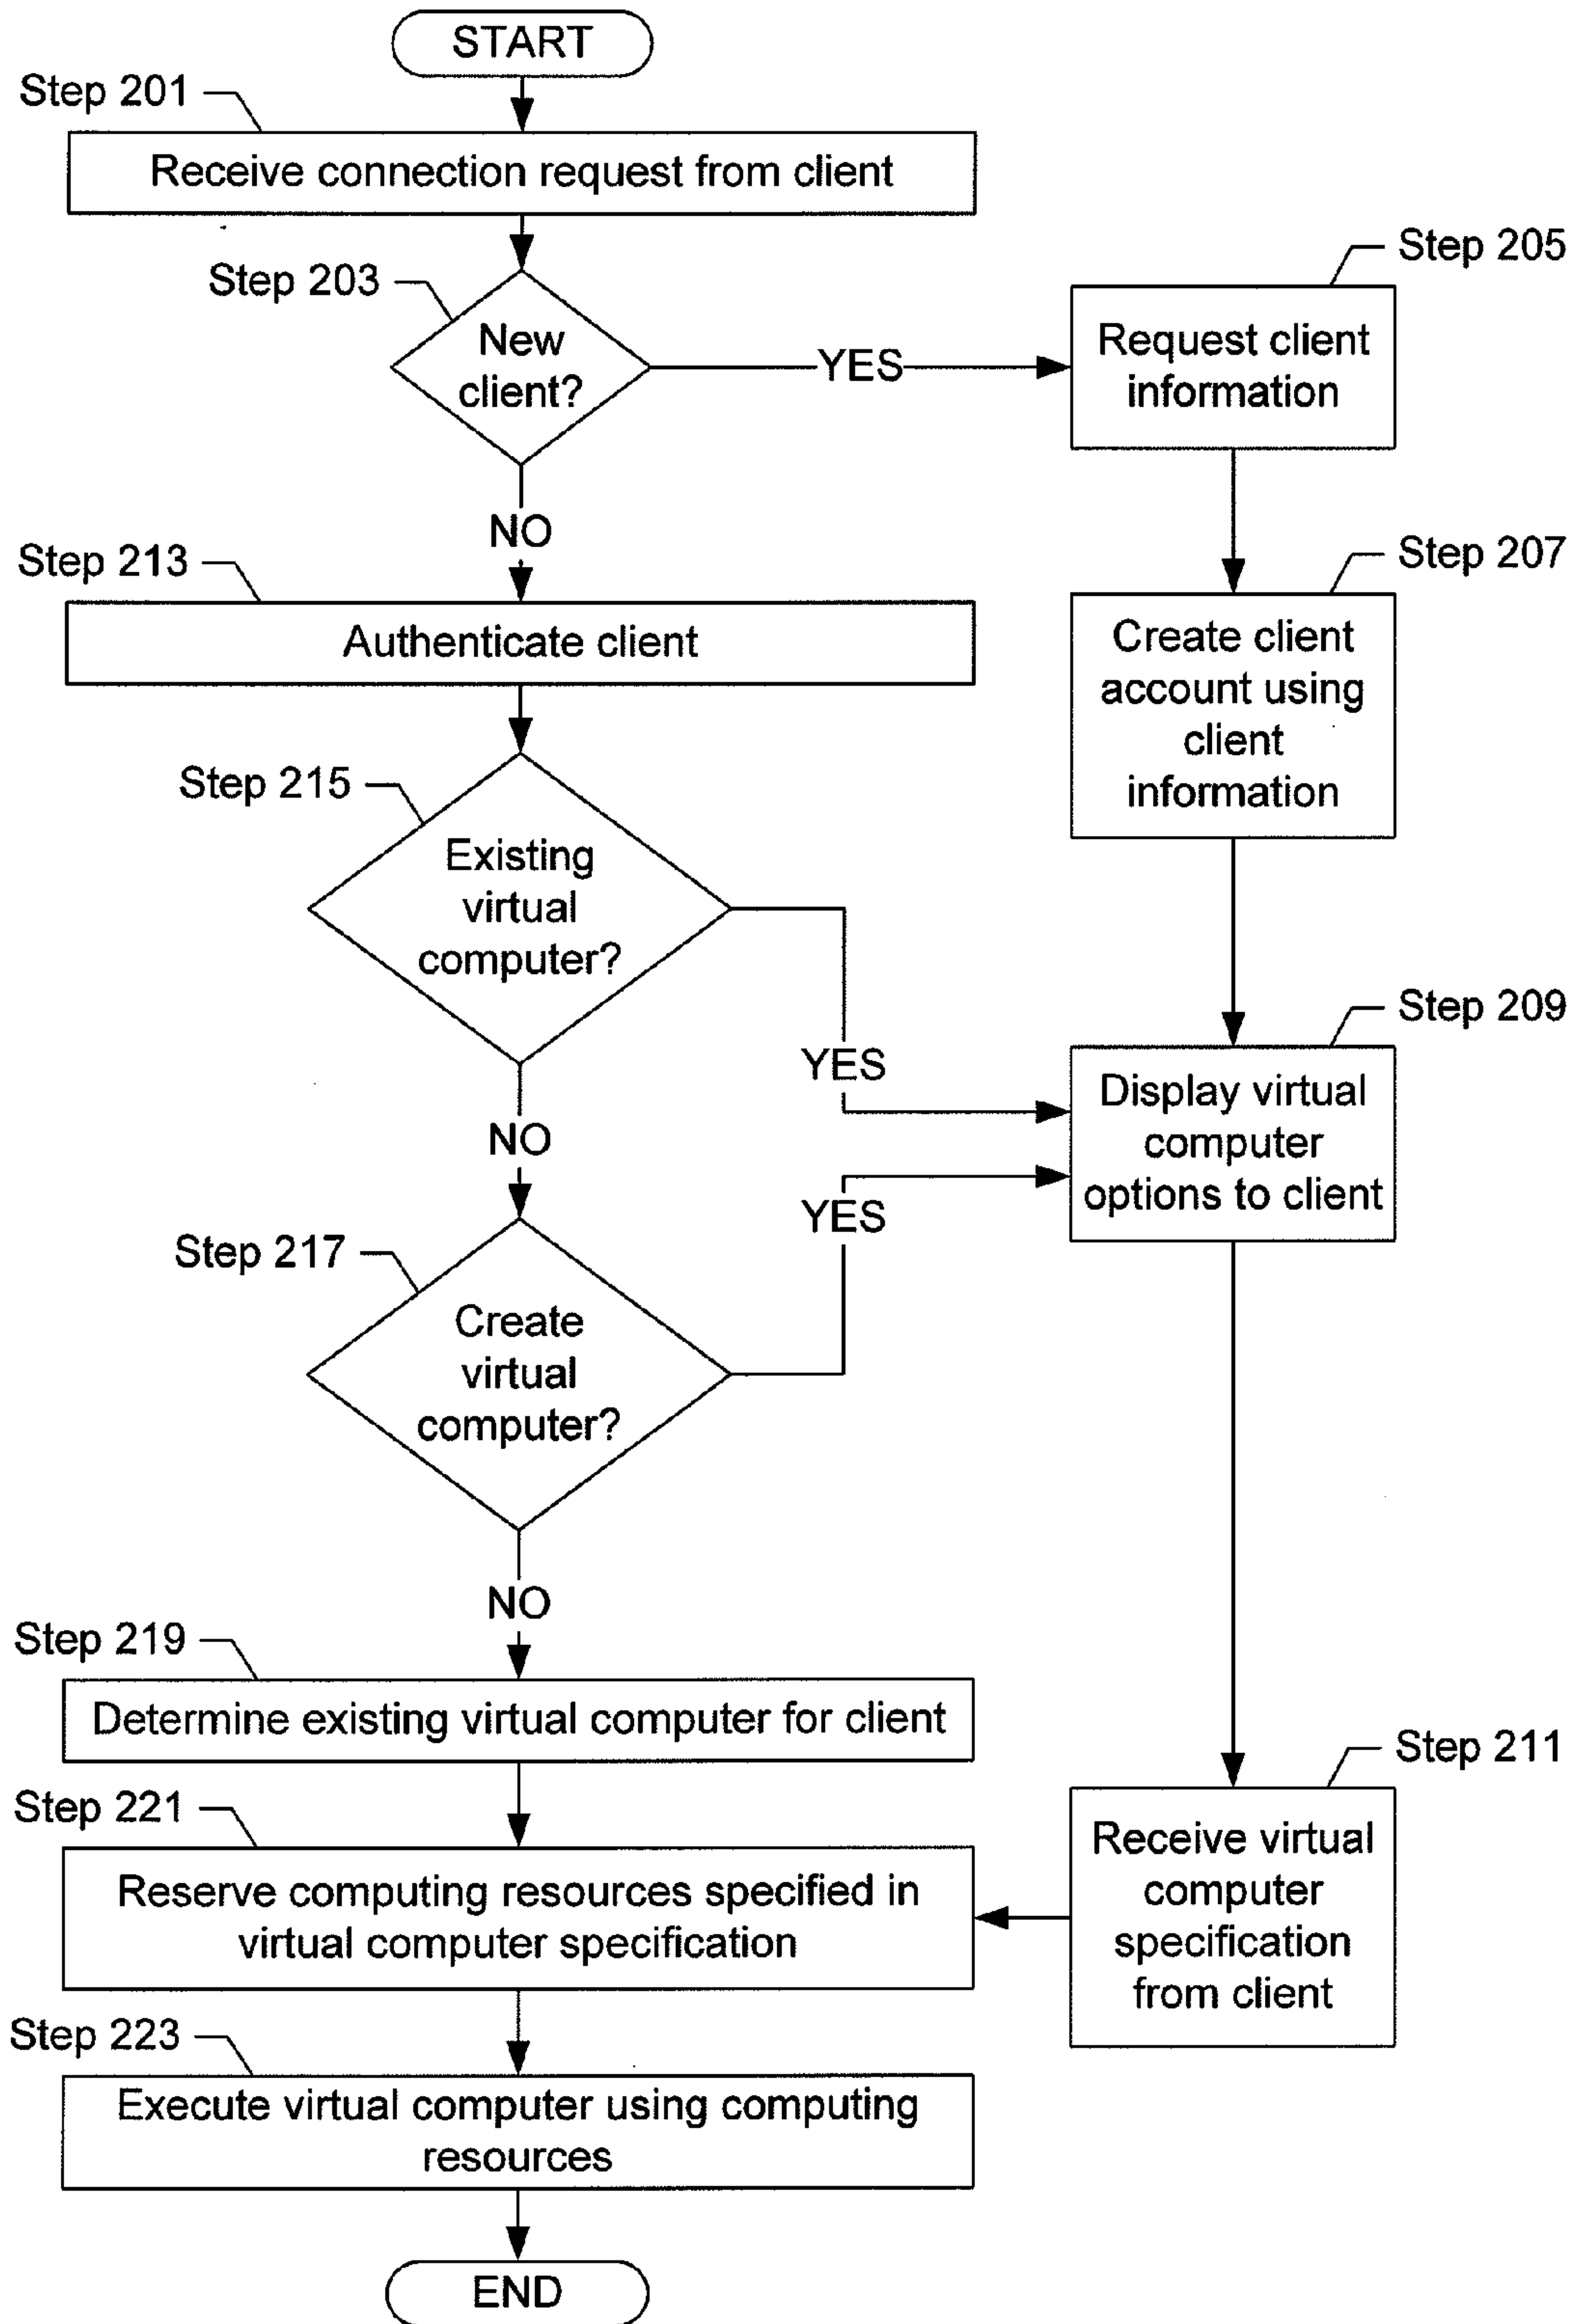 START
Step 201
Receive connection request from client
Step 203
New
client?
YES
Step 205
Request client
information
NO
Step 207
Create client
account using
client
information
Step 213
Authenticate client
Step 215
Existing
virtual
computer?
YES
NO
Step 209
Display virtual
computer
options to client
Step 217
Create
virtual
computer?
YES
NO
Step 219
Determine existing virtual computer for client
Step 211
Receive virtual
computer
specification
from client
Step 221
Reserve computing resources specified in
virtual computer specification
Step 223
Execute virtual computer using computing
resources
END